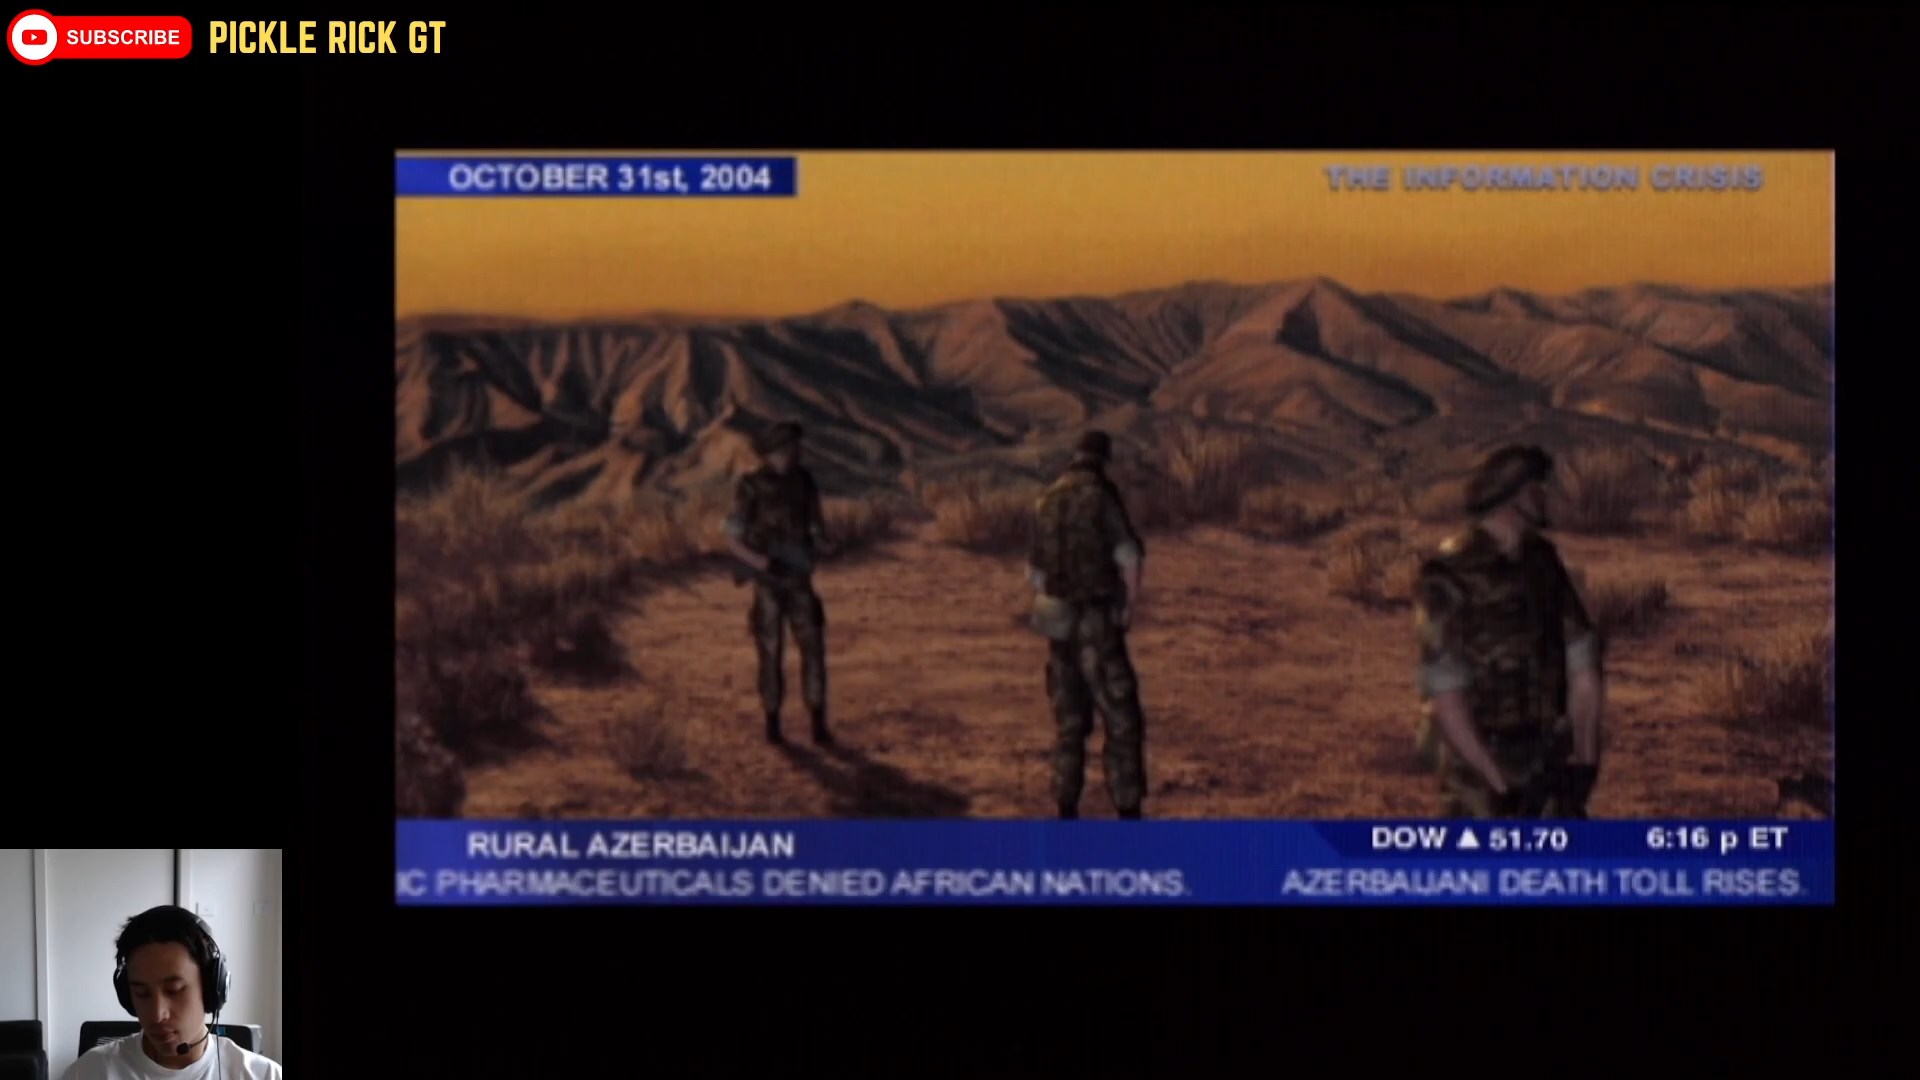 SUBSCRIBE PICKLE RICK GT
OCTOBER 31st, 2004
THE INFORMATION CRISIS
RURAL AZERBAIJAN
DOW ▲ 51.70 6:16 p ET
IC PHARMACEUTICALS DENIED AFRICAN NATIONS. AZERBAIJANI DEATH TOLL RISES.